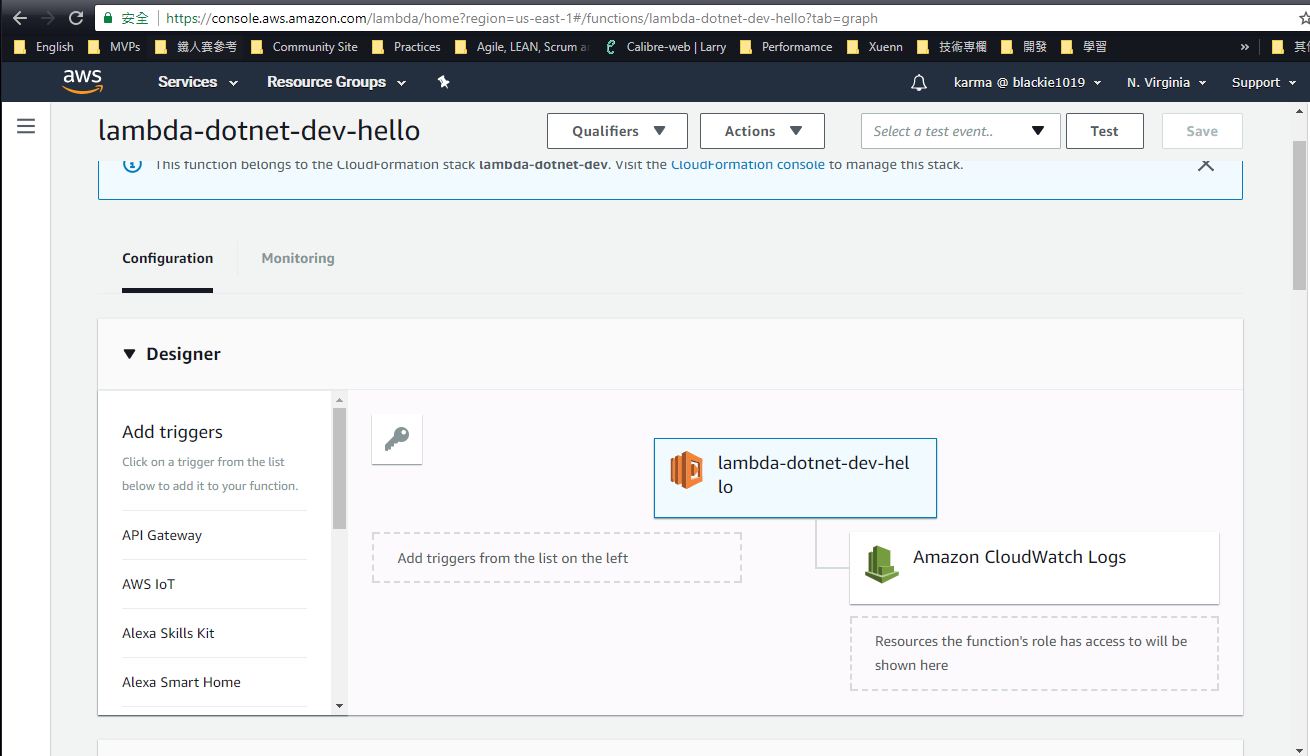 安全 https://console.aws.amazon.com/lambda/home?region=us-east-1#/functions/lambda-dotnet-dev-hello?tab=graph
English MVPs 鐵人賽參考 Community Site Practices Agile, LEAN, Scrum a Calibre-web | Larry Performamce Xuenn 技術專欄 開發 學習 » 其
aws Services Resource Groups karma @ blackie1019 N. Virginia Support
lambda-dotnet-dev-hello Qualifiers Actions Select a test event.. Test Save
This function belongs to the CloudFormation stack lambda-dotnet-dev. Visit the CloudFormation console to manage this stack.
Configuration Monitoring
Designer
Add triggers
Click on a trigger from the list
below to add it to your function.
API Gateway
AWS IoT
Alexa Skills Kit
Alexa Smart Home
lambda-dotnet-dev-hel
lo
Add triggers from the list on the left
Amazon CloudWatch Logs
Resources the function's role has access to will be
shown here